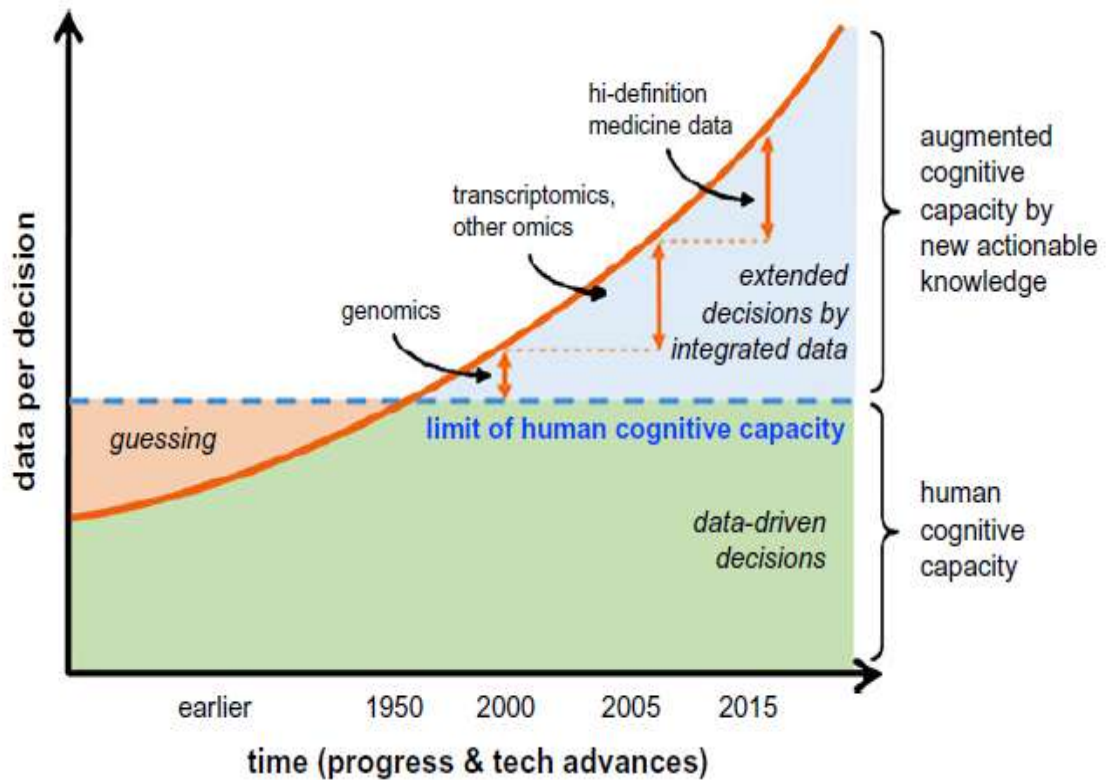 data per decision
hi-definition
medicine data
transcriptomics,
other omics
genomics
guessing
extended
decisions by
integrated data
limit of human cognitive capacity
data-driven
decisions
augmented
cognitive
capacity by
new actionable
knowledge
human
cognitive
capacity
earlier 1950 2000 2005 2015
time (progress & tech advances)